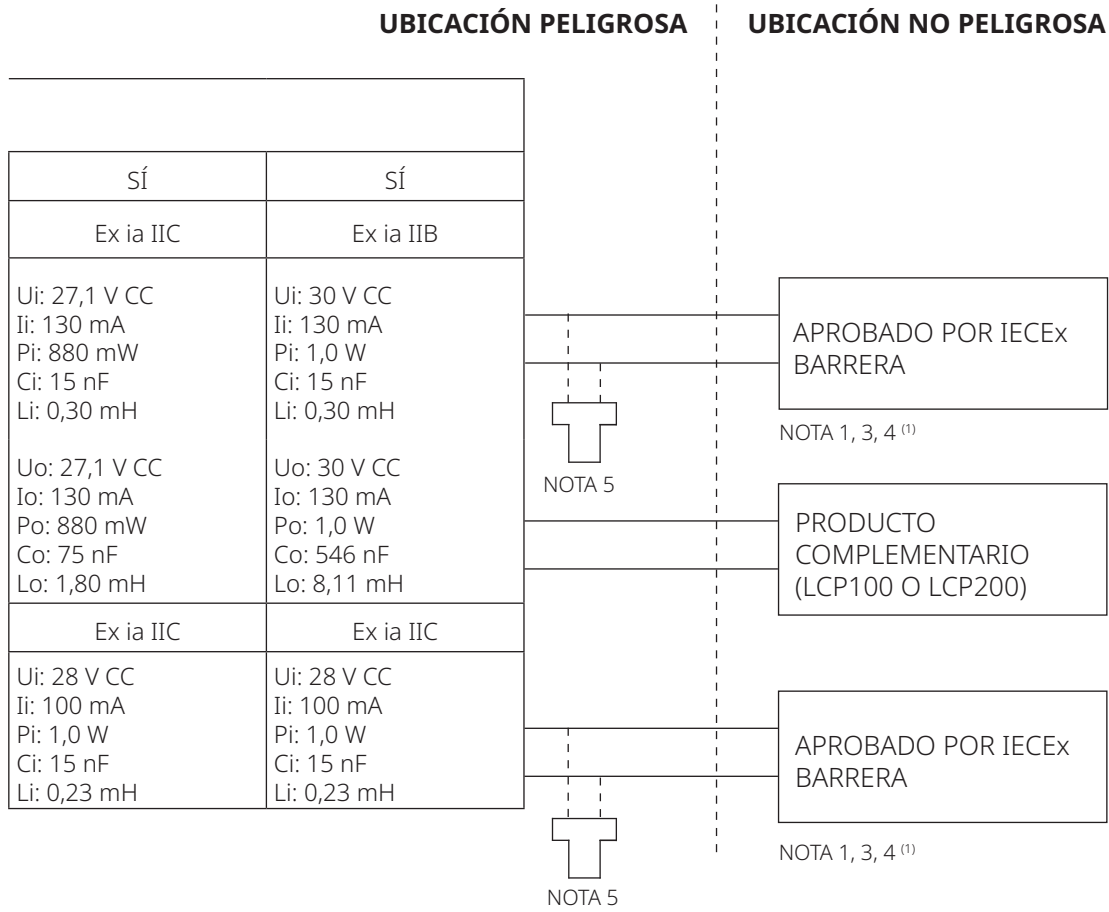 UBICACIÓN PELIGROSA
UBICACIÓN NO PELIGROSA
SÍ
SÍ
Ex ia IIC
Ex ia IIB
Ui: 27,1 V CC
Ii: 130 mA
Pi: 880 mW
Ci: 15 nF
Li: 0,30 mH
Ui: 30 V CC
Ii: 130 mA
Pi: 1,0 W
Ci: 15 nF
Li: 0,30 mH
APROBADO POR IECEx
BARRERA
NOTA 1, 3, 4 (1)
NOTA 5
Uo: 27,1 V CC
Io: 130 mA
Po: 880 mW
Co: 75 nF
Lo: 1,80 mH
Uo: 30 V CC
Io: 130 mA
Po: 1,0 W
Co: 546 nF
Lo: 8,11 mH
PRODUCTO
COMPLEMENTARIO
(LCP100 O LCP200)
Ex ia IIC
Ex ia IIC
Ui: 28 V CC
Ii: 100 mA
Pi: 1,0 W
Ci: 15 nF
Li: 0,23 mH
Ui: 28 V CC
Ii: 100 mA
Pi: 1,0 W
Ci: 15 nF
Li: 0,23 mH
APROBADO POR IECEx
BARRERA
NOTA 1, 3, 4 (1)
NOTA 5